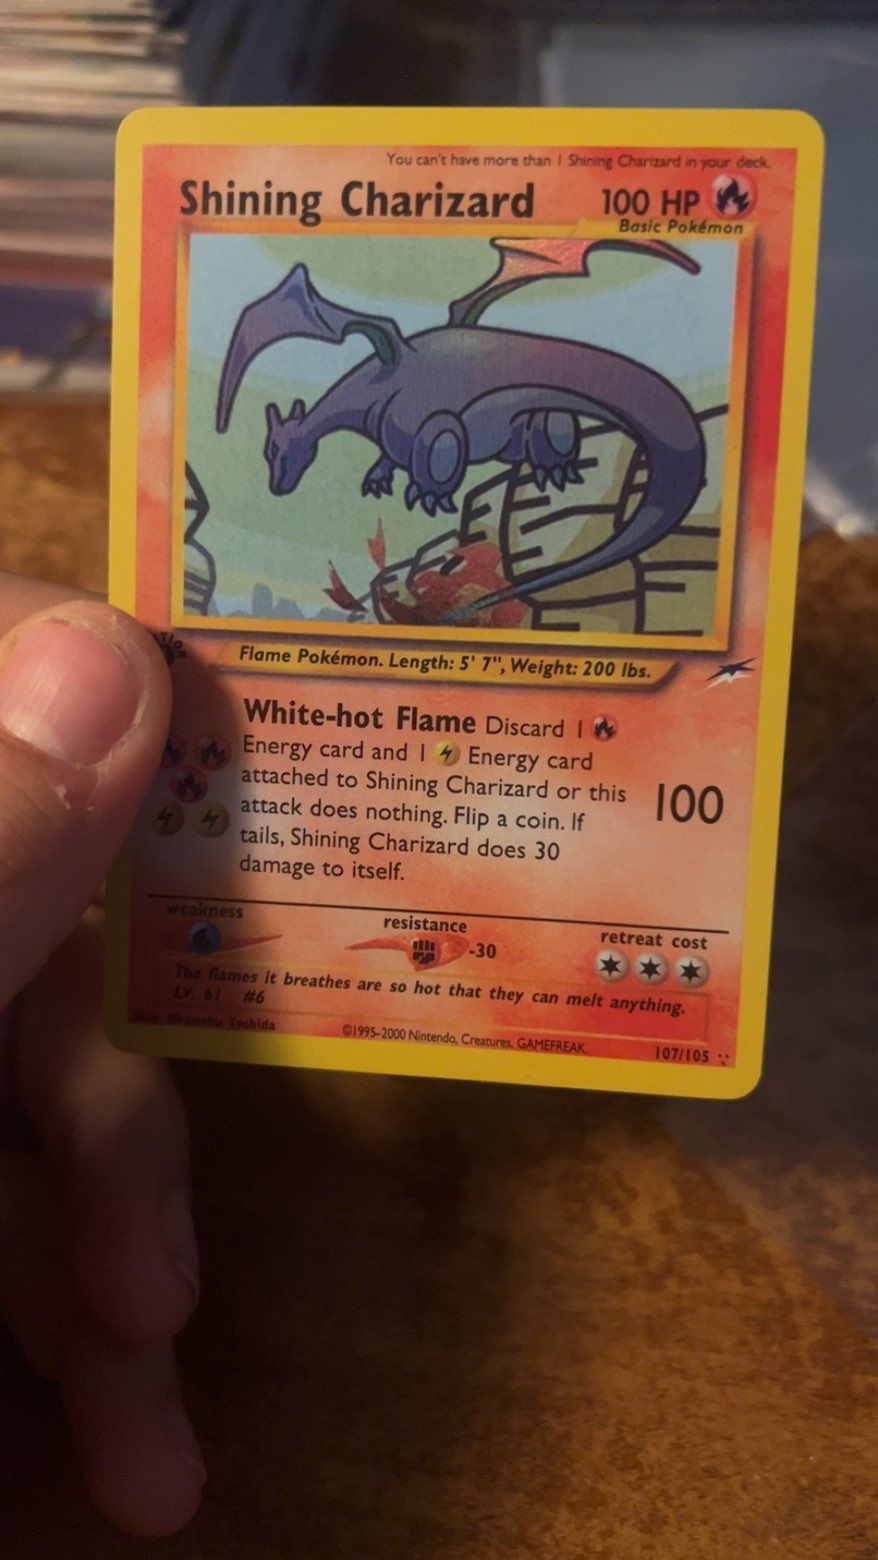 You can't have more than 1 Shining Charizard in your deck.
Shining Charizard 100 HP
Basic Pokémon
Flame Pokémon. Length: 5' 7", Weight: 200 lbs.
White-hot Flame Discard 1
Energy card and 1 Energy card
attached to Shining Charizard or this
attack does nothing. Flip a coin. If
tails, Shining Charizard does 30
damage to itself.
100
weakness resistance retreat cost
-30
The flames it breathes are so hot that they can melt anything.
LV. 61 #6
Illus. Hironobu Yoshida ©1995-2000 Nintendo, Creatures, GAMEFREAK. 107/105